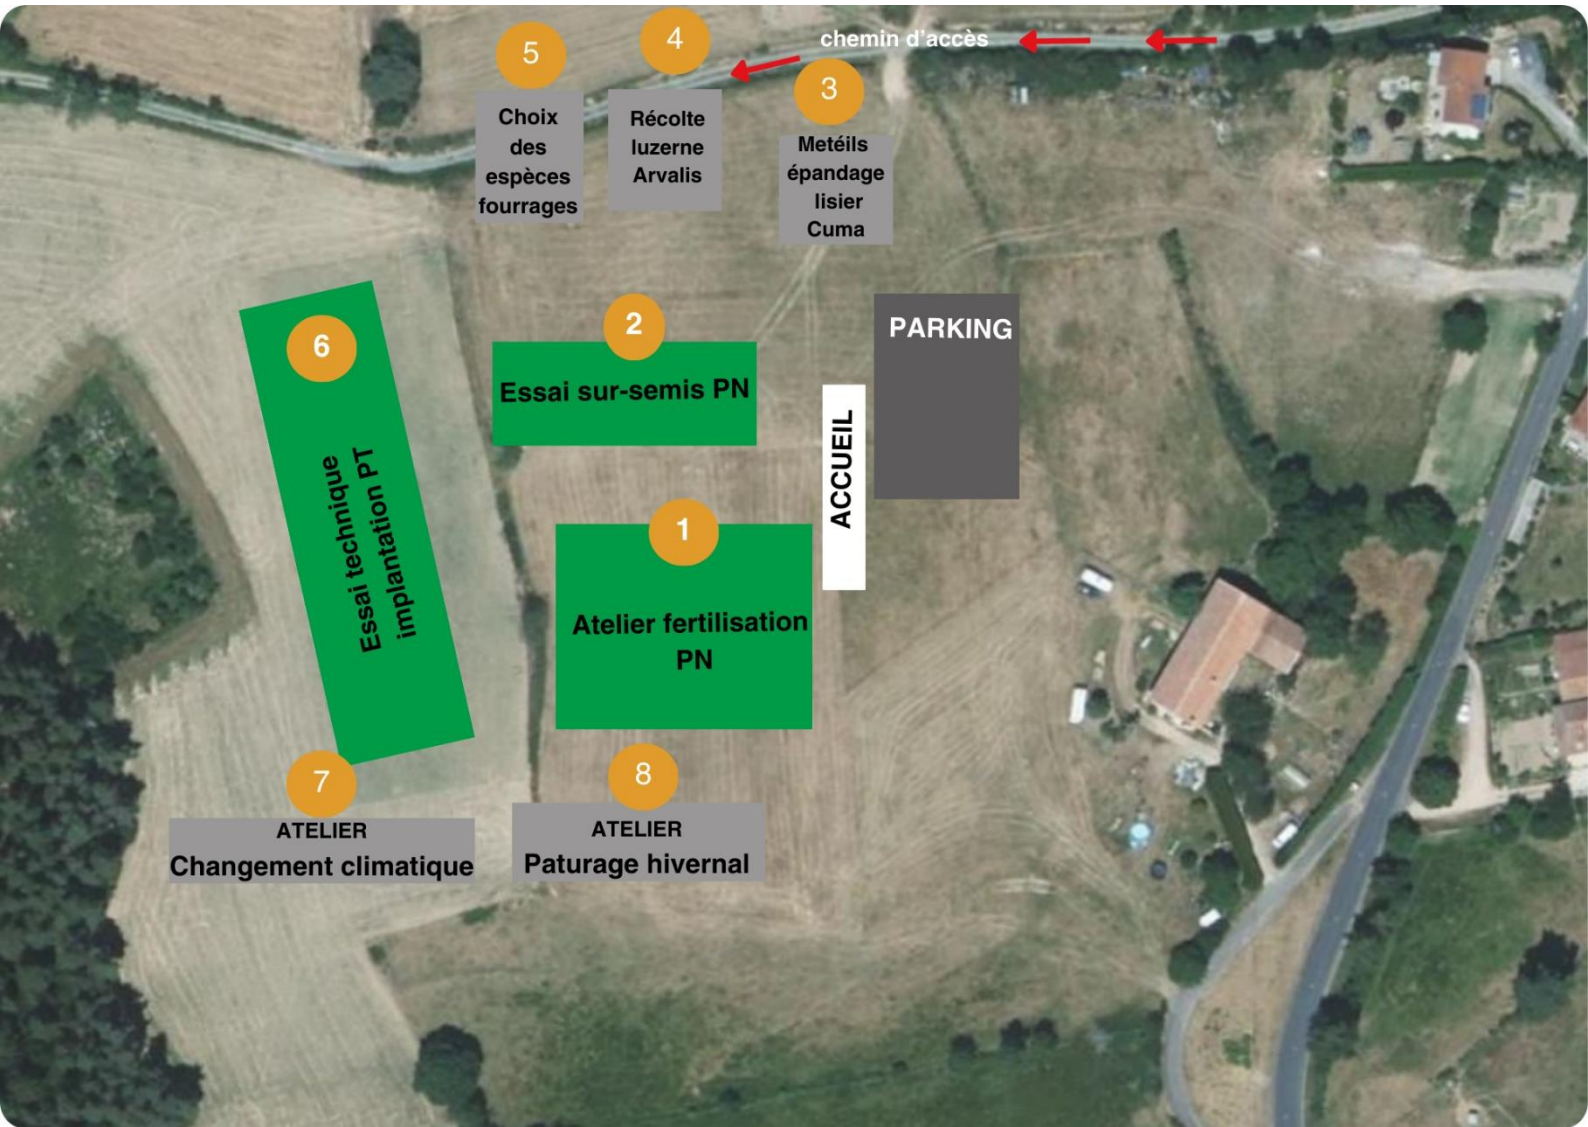 chemin d'accès
5
Choix
des
espèces
fourrages
4
Récolte
luzerne
Arvalis
3
Metéils
épandage
lisier
Cuma
2
Essai sur-semis PN
PARKING
ACCUEIL
6
Essai technique
implantation PT
1
Atelier fertilisation
PN
7
ATELIER
Changement climatique
8
ATELIER
Paturage hivernal